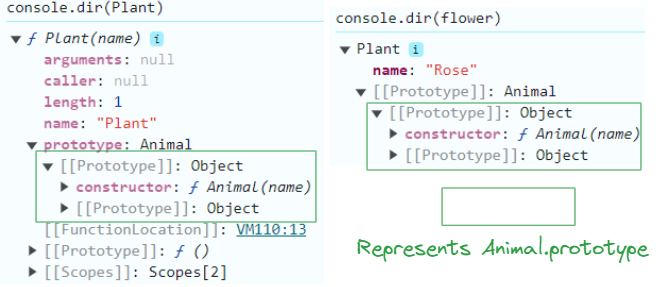 console.dir(Plant)
▼ ƒ Plant(name) i
arguments: null
caller: null
length: 1
name: "Plant"
▼ prototype: Animal
▼ [[Prototype]]: Object
▶ constructor: ƒ Animal(name)
▶ [[Prototype]]: Object
[[FunctionLocation]]: VM110:13
▶ [[Prototype]]: ƒ ()
▶ [[Scopes]]: Scopes[2]
console.dir(flower)
▼ Plant i
name: "Rose"
▼ [[Prototype]]: Animal
▼ [[Prototype]]: Object
▶ constructor: ƒ Animal(name)
▶ [[Prototype]]: Object
Represents Animal.prototype